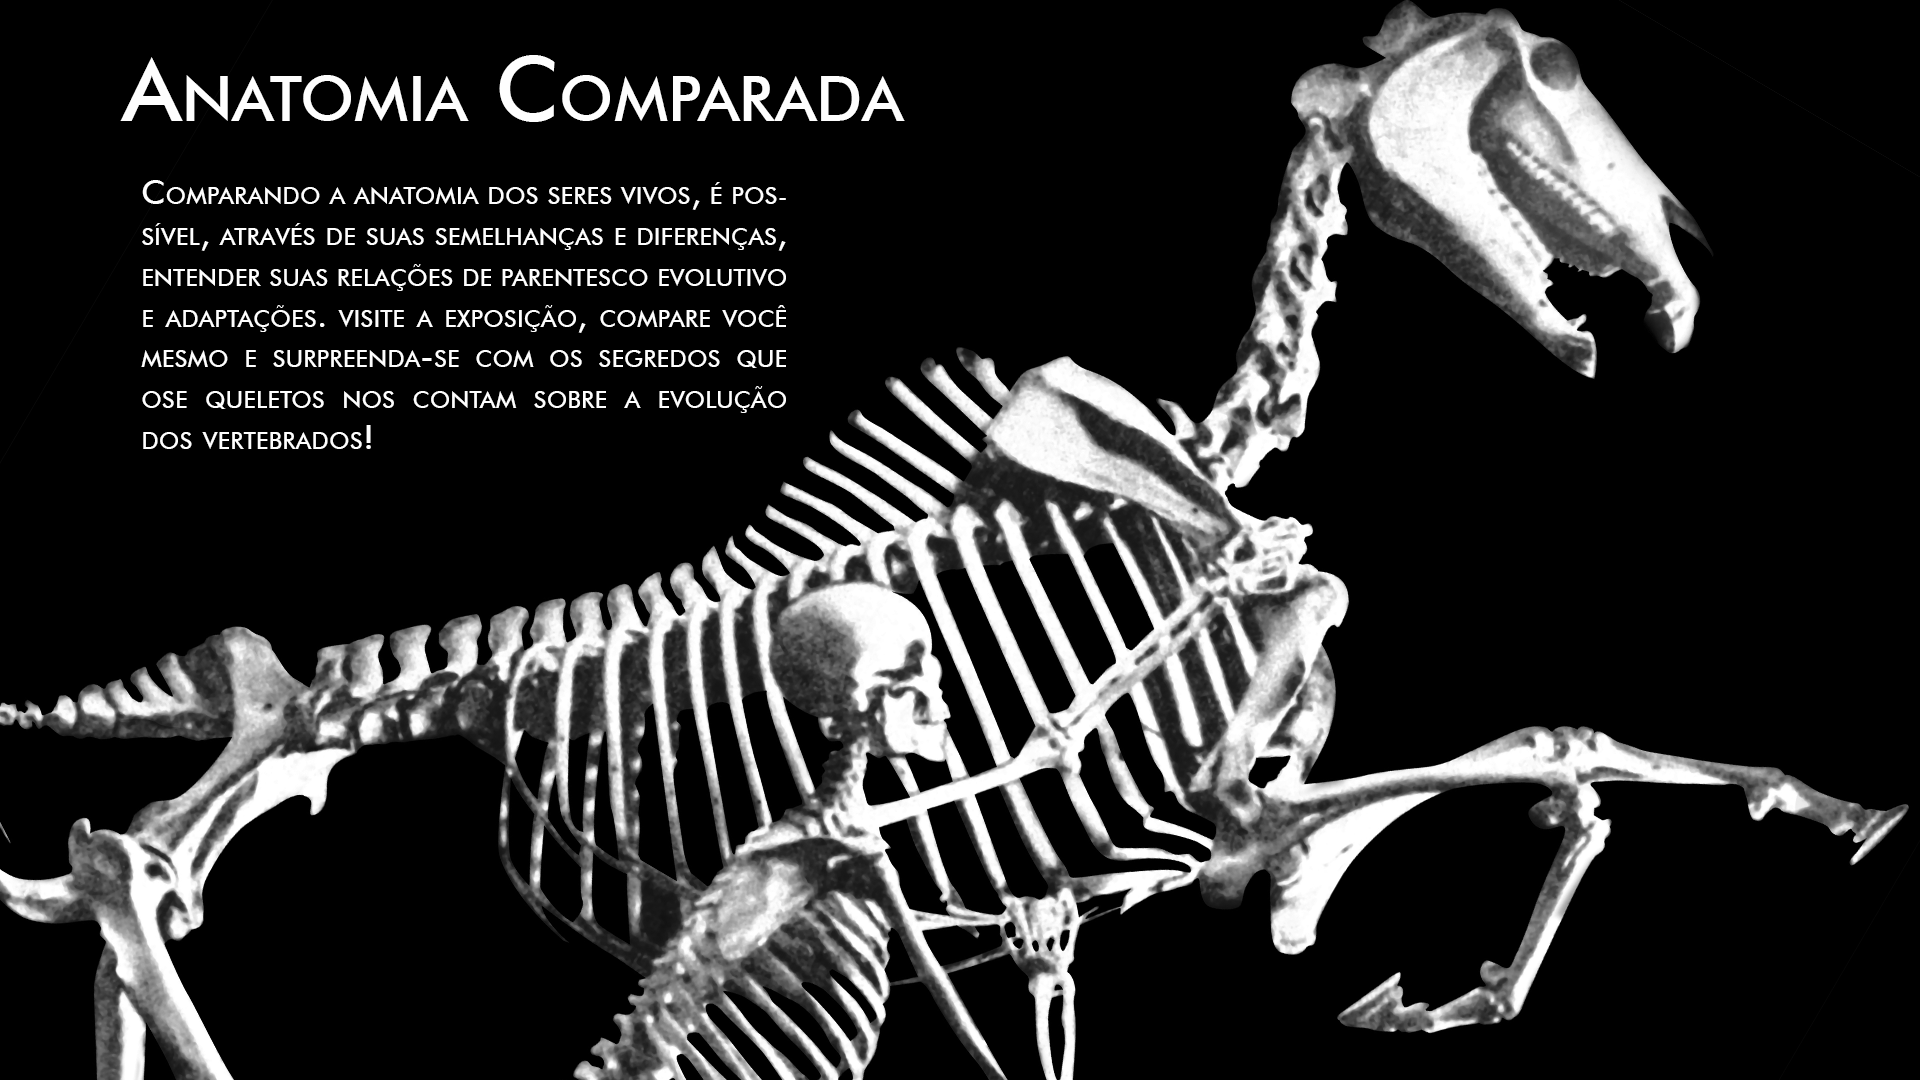 Anatomia Comparada
Comparando a anatomia dos seres vivos, é pos-
sível, através de suas semelhanças e diferenças,
entender suas relações de parentesco evolutivo
e adaptações. visite a exposição, compare você
mesmo e surpreenda-se com os segredos que
ose queletos nos contam sobre a evolução
dos vertebrados!